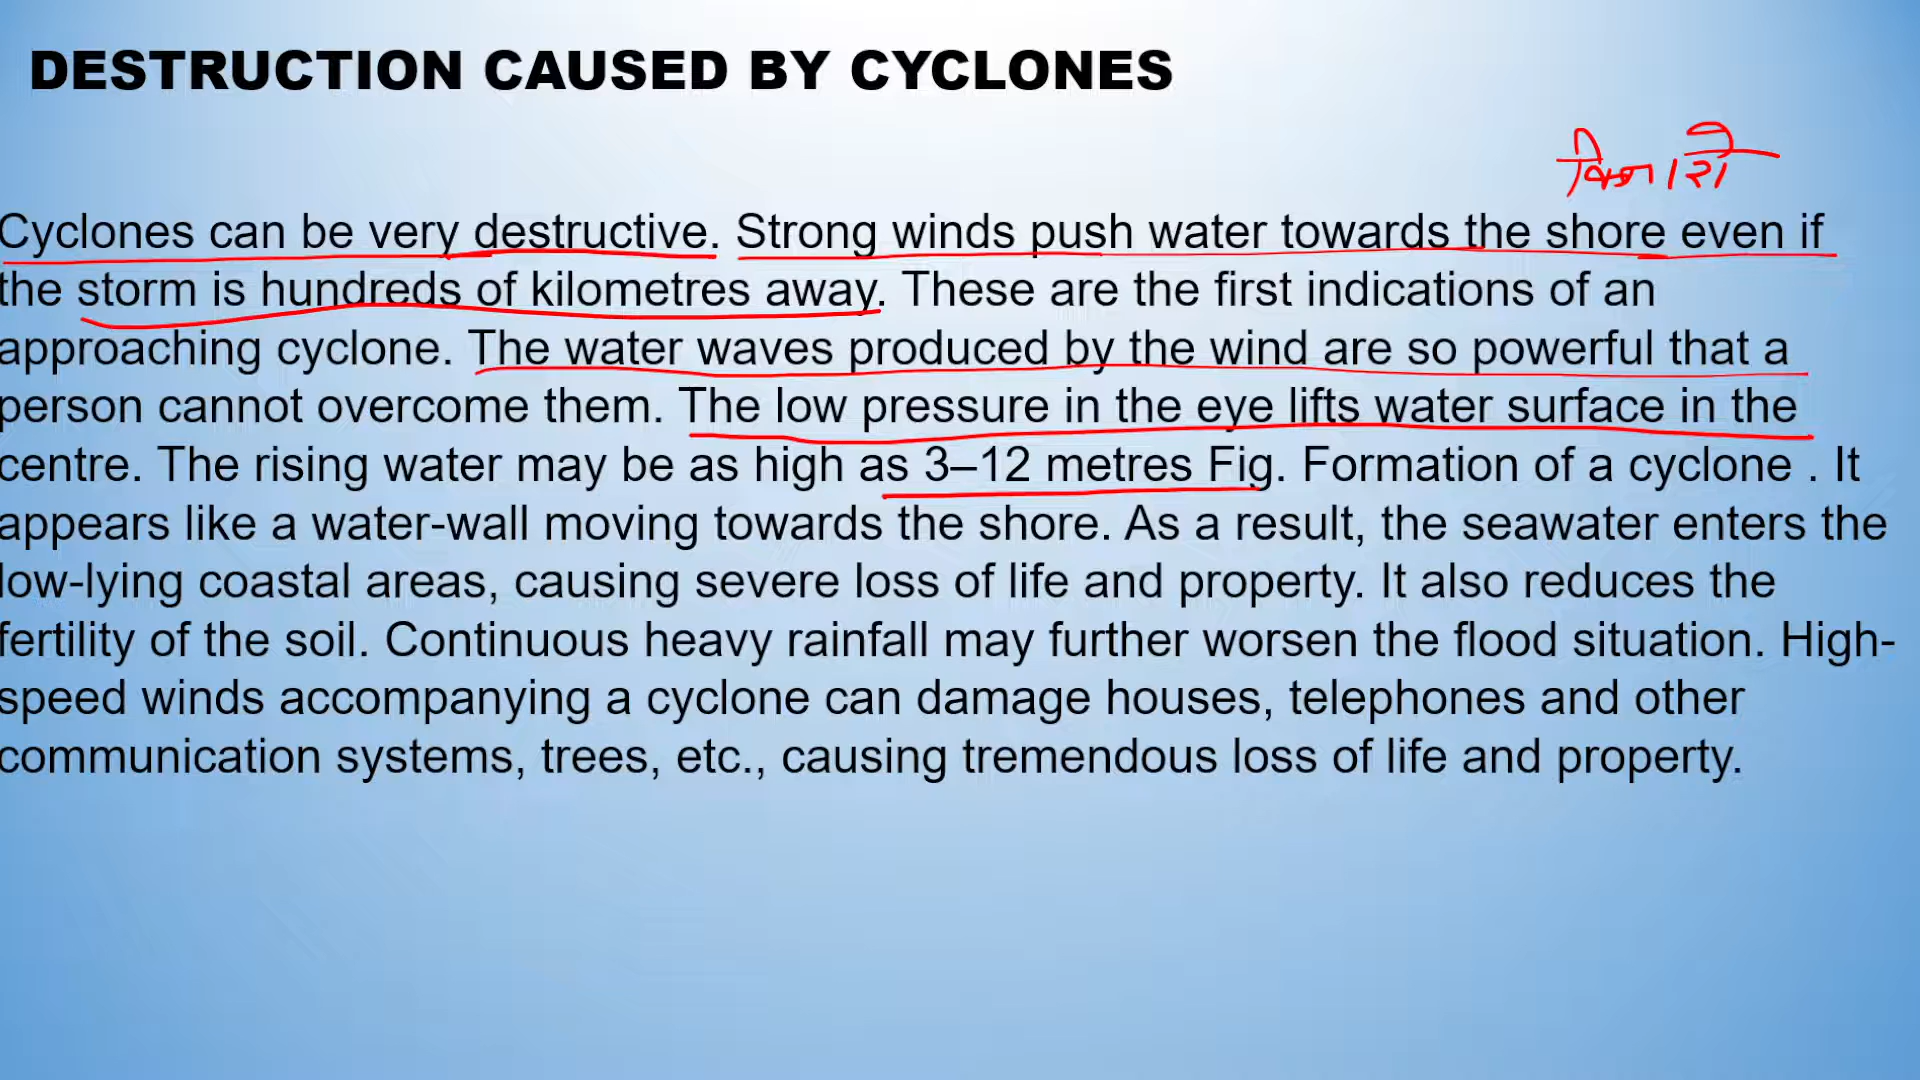 DESTRUCTION CAUSED BY CYCLONES
Cyclones can be very destructive. Strong winds push water towards the shore even if
the storm is hundreds of kilometres away. These are the first indications of an
approaching cyclone. The water waves produced by the wind are so powerful that a
person cannot overcome them. The low pressure in the eye lifts water surface in the
centre. The rising water may be as high as 3–12 metres Fig. Formation of a cyclone . It
appears like a water-wall moving towards the shore. As a result, the seawater enters the
low-lying coastal areas, causing severe loss of life and property. It also reduces the
fertility of the soil. Continuous heavy rainfall may further worsen the flood situation. High-
speed winds accompanying a cyclone can damage houses, telephones and other
communication systems, trees, etc., causing tremendous loss of life and property.